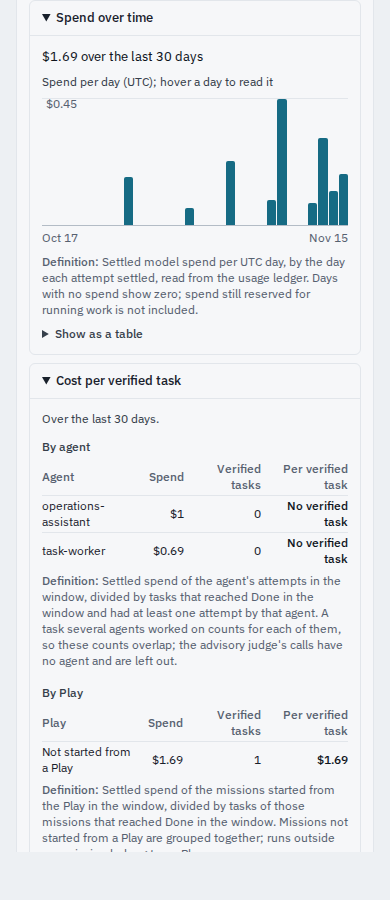 Spend over time
$1.69 over the last 30 days
Spend per day (UTC); hover a day to read it
$0.45
Oct 17 Nov 15
Definition: Settled model spend per UTC day, by the day
each attempt settled, read from the usage ledger. Days
with no spend show zero; spend still reserved for
running work is not included.
Show as a table
Cost per verified task
Over the last 30 days.
By agent
Agent Spend Verified tasks Per verified task
operations-assistant $1 0 No verified task
task-worker $0.69 0 No verified task
Definition: Settled spend of the agent's attempts in the
window, divided by tasks that reached Done in the
window and had at least one attempt by that agent. A
task several agents worked on counts for each of them,
so these counts overlap; the advisory judge's calls have
no agent and are left out.
By Play
Play Spend Verified tasks Per verified task
Not started from a Play $1.69 1 $1.69
Definition: Settled spend of the missions started from
the Play in the window, divided by tasks of those
missions that reached Done in the window. Missions not
started from a Play are grouped together; runs outside